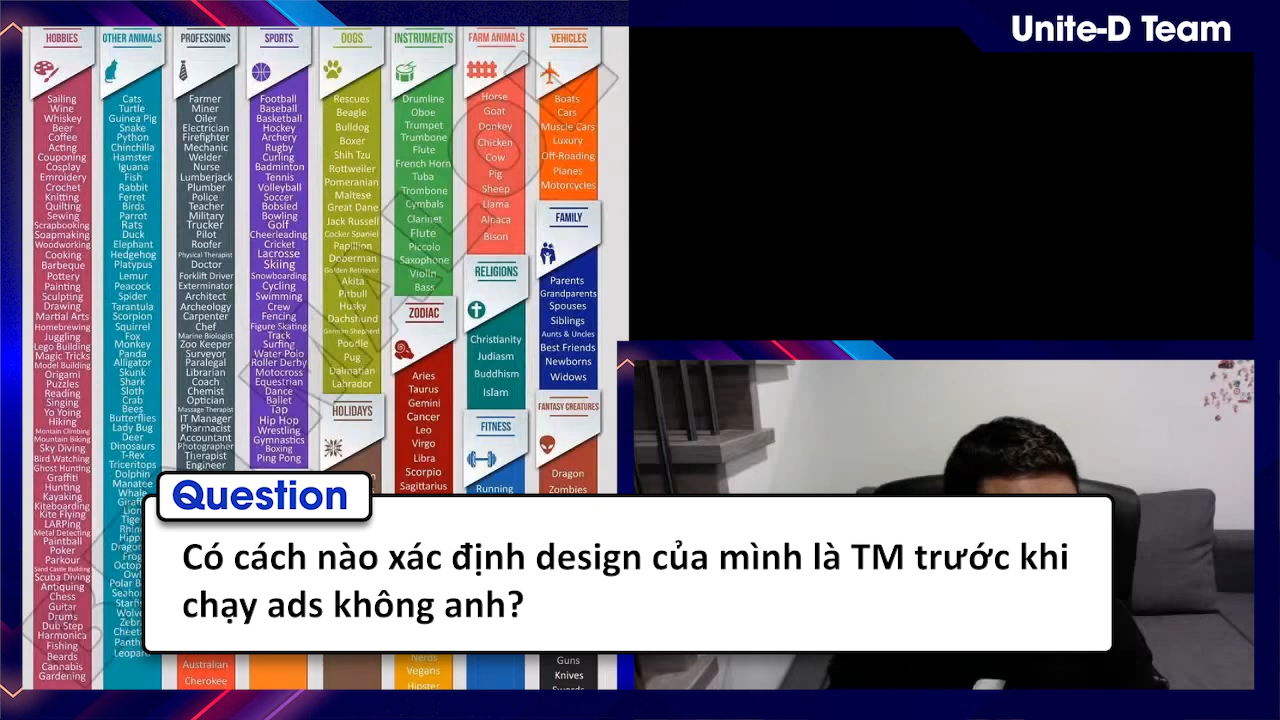 Unite-D Team
HOBBIES
Sailing
Wine
Whiskey
Beer
Coffee
Acting
Couponing
Cosplay
Emroidery
Crochet
Knitting
Quilting
Sewing
Scrapbooking
Soapmaking
Woodworking
Cooking
Barbeque
Pottery
Painting
Sculpting
Drawing
Martial Arts
Homebrewing
Juggling
Lego Building
Magic Tricks
Model Building
Origami
Puzzles
Reading
Singing
Yo Yoing
Hiking
Montain Climbing
Mountain Biking
Sky Diving
Bird Watching
Ghost Hunting
Graffiti
Hunting
Kayaking
Kiteboarding
Kite Flying
LARPing
Metal Detecting
Paintball
Poker
Parkour
Sand Castle Building
Scuba Diving
Antiquing
Chess
Guitar
Drums
Dub Step
Harmonica
Fishing
Beards
Cannabis
Gardening
OTHER ANIMALS
Cats
Turtle
Guinea Pig
Snake
Python
Chinchilla
Hamster
Iguana
Fish
Rabbit
Ferret
Birds
Parrot
Rats
Duck
Elephant
Hedgehog
Platypus
Lemur
Peacock
Spider
Tarantula
Scorpion
Squirrel
Fox
Monkey
Panda
Alligator
Skunk
Shark
Sloth
Crab
Bees
Butterflies
Lady Bug
Deer
Dinosaurs
T-Rex
Triceritops
Dolphin
Manatee
PROFESSIONS
Farmer
Miner
Oiler
Electrician
Firefighter
Mechanic
Welder
Nurse
Lumberjack
Plumber
Police
Teacher
Military
Trucker
Pilot
Roofer
Physical Therapist
Doctor
Forklift Driver
Exterminator
Architect
Archeology
Carpenter
Chef
Marine Biologist
Zoo Keeper
Surveyor
Paralegal
Librarian
Coach
Chemist
Optician
Massage Therapist
IT Manager
Pharmacist
Accountant
Photographer
Therapist
Engineer
Australian
Cherokee
SPORTS
Football
Baseball
Basketball
Hockey
Archery
Rugby
Curling
Badminton
Tennis
Volleyball
Soccer
Bobsied
Bowling
Golf
Cheerleading
Cricket
Lacrosse
Skiing
Snowboarding
Cycling
Swimming
Crew
Fencing
Figure Skating
Track
Surfing
Water Polo
Roller Derby
Motocross
Equestrian
Dance
Ballet
Tap
Hip Hop
Wrestling
Gymnastics
Boxing
Ping Pong
DOGS
Rescues
Beagle
Bulldog
Boxer
Shih Tzu
Rottweiler
Pomeranian
Maltese
Great Dane
Jack Russell
Cocker Spaniel
Papillion
Doberman
Golden Retriever
Akita
Pitbull
Husky
Dachshund
German Shepherd
Poodle
Pug
Dalmatian
Labrador
HOLIDAYS
INSTRUMENTS
Drumline
Oboe
Trumpet
Trumbone
Flute
French Horn
Tuba
Trombone
Cymbals
Clarinet
Flute
Piccolo
Saxophone
Violin
Bass
ZODIAC
Aries
Taurus
Gemini
Cancer
Leo
Virgo
Libra
Scorpio
Sagittarius
Nerds
Vegans
Hipster
FARM ANIMALS
Horse
Goat
Donkey
Chicken
Cow
Pig
Sheep
Llama
Alpaca
Bison
RELIGIONS
Christianity
Judiasm
Buddhism
Islam
FITNESS
Running
VEHICLES
Boats
Cars
Muscle Cars
Luxury
Off-Roading
Planes
Motorcycles
FAMILY
Parents
Grandparents
Spouses
Siblings
Aunts & Uncles
Best Friends
Newborns
Widows
FANTASY CREATURES
Dragon
Zombies
Guns
Knives
Swords
Question
Có cách nào xác định design của mình là TM trước khi
chạy ads không anh?